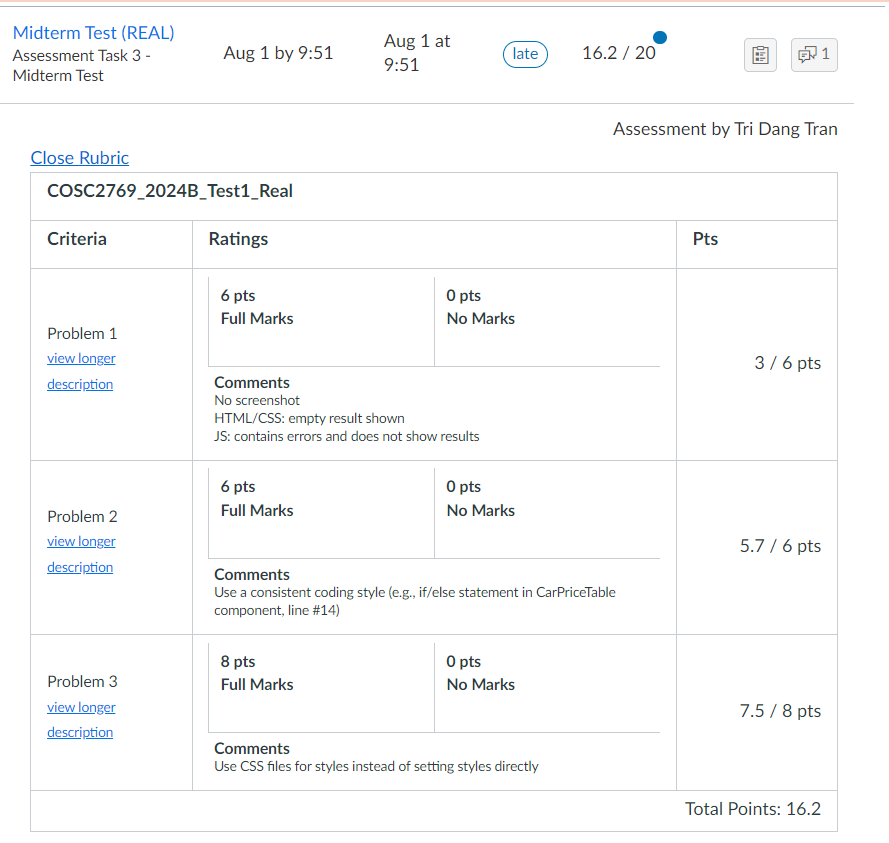 Midterm Test (REAL)
Assessment Task 3 -
Midterm Test
Aug 1 by 9:51
Aug 1 at
9:51
late
16.2 / 20
1
Assessment by Tri Dang Tran
Close Rubric
COSC2769_2024B_Test1_Real
Criteria
Ratings
Pts
Problem 1
view longer
description
6 pts
Full Marks
0 pts
No Marks
Comments
No screenshot
HTML/CSS: empty result shown
JS: contains errors and does not show results
3 / 6 pts
Problem 2
view longer
description
6 pts
Full Marks
0 pts
No Marks
Comments
Use a consistent coding style (e.g., if/else statement in CarPriceTable
component, line #14)
5.7 / 6 pts
Problem 3
view longer
description
8 pts
Full Marks
0 pts
No Marks
Comments
Use CSS files for styles instead of setting styles directly
7.5 / 8 pts
Total Points: 16.2